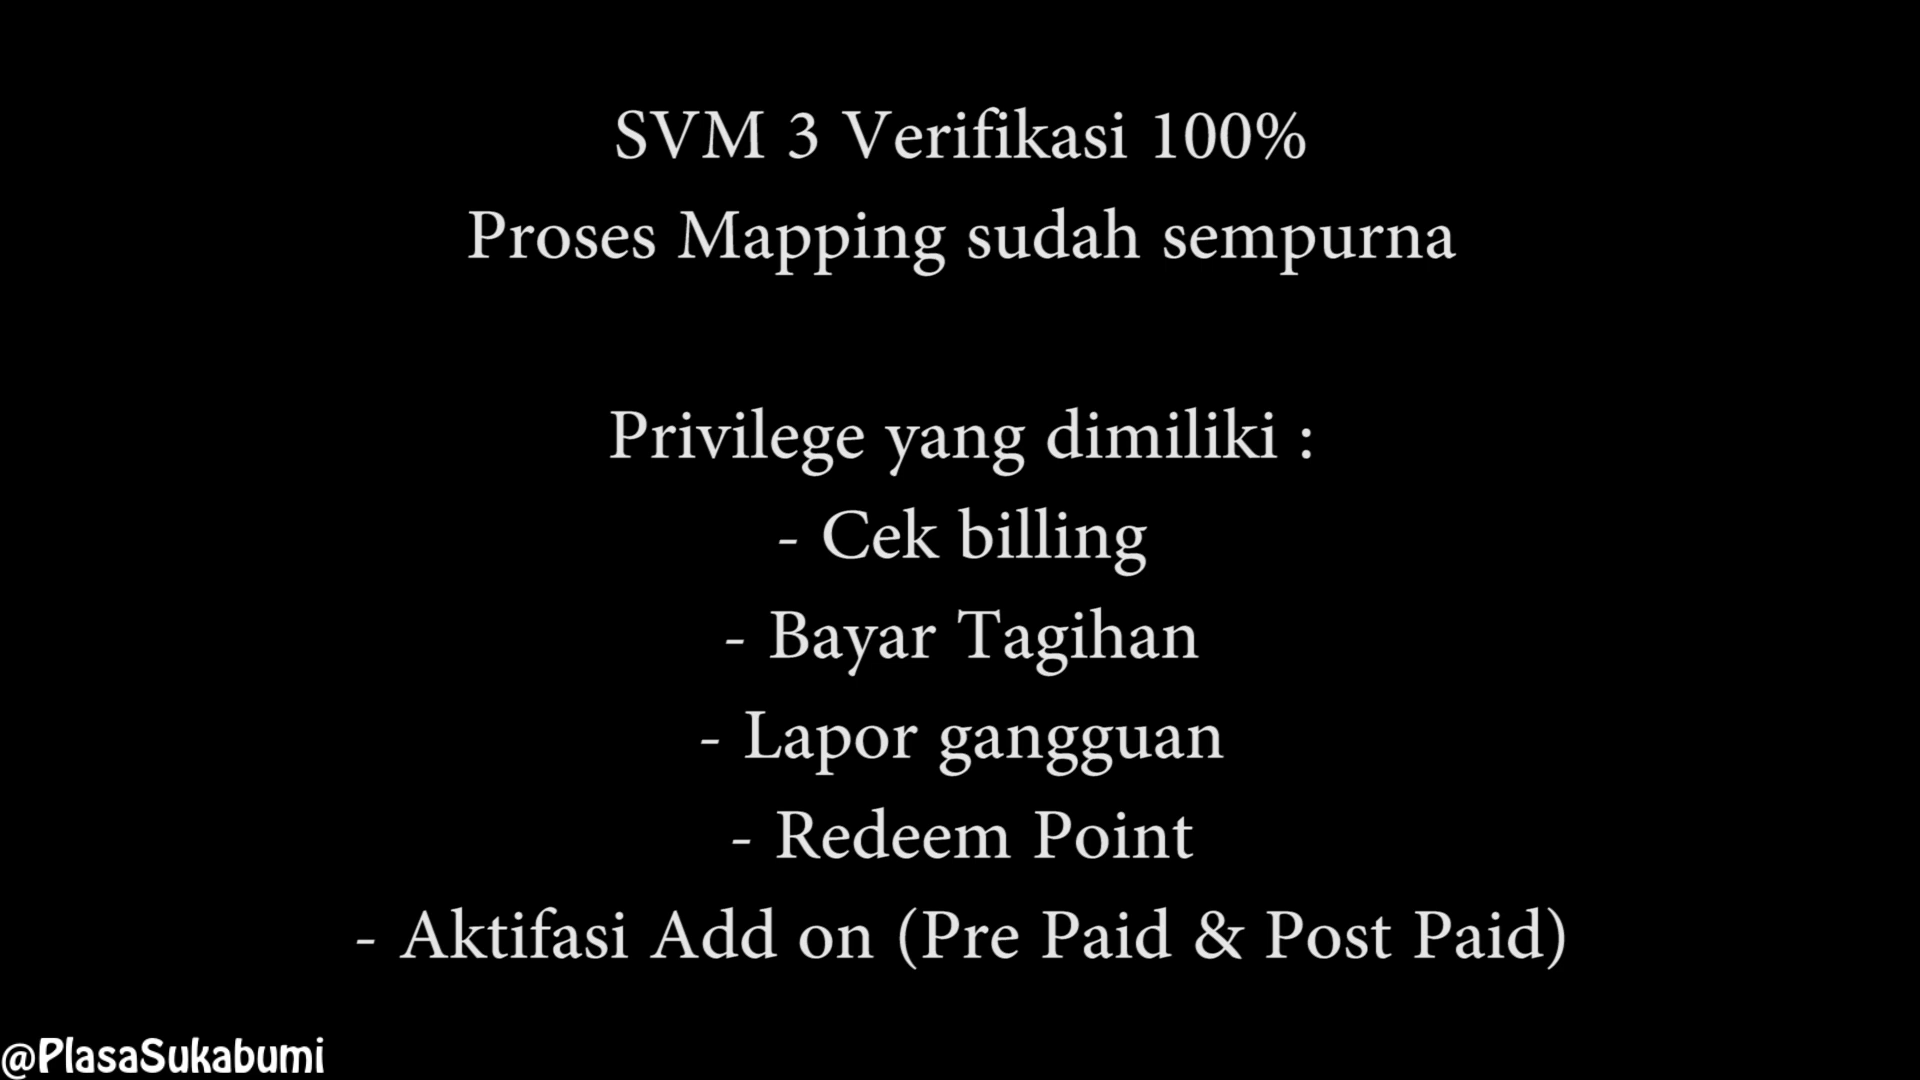 SVM 3 Verifikasi 100%
Proses Mapping sudah sempurna
Privilege yang dimiliki :
- Cek billing
- Bayar Tagihan
- Lapor gangguan
- Redeem Point
- Aktifasi Add on (Pre Paid & Post Paid)
@PlasaSukabumi